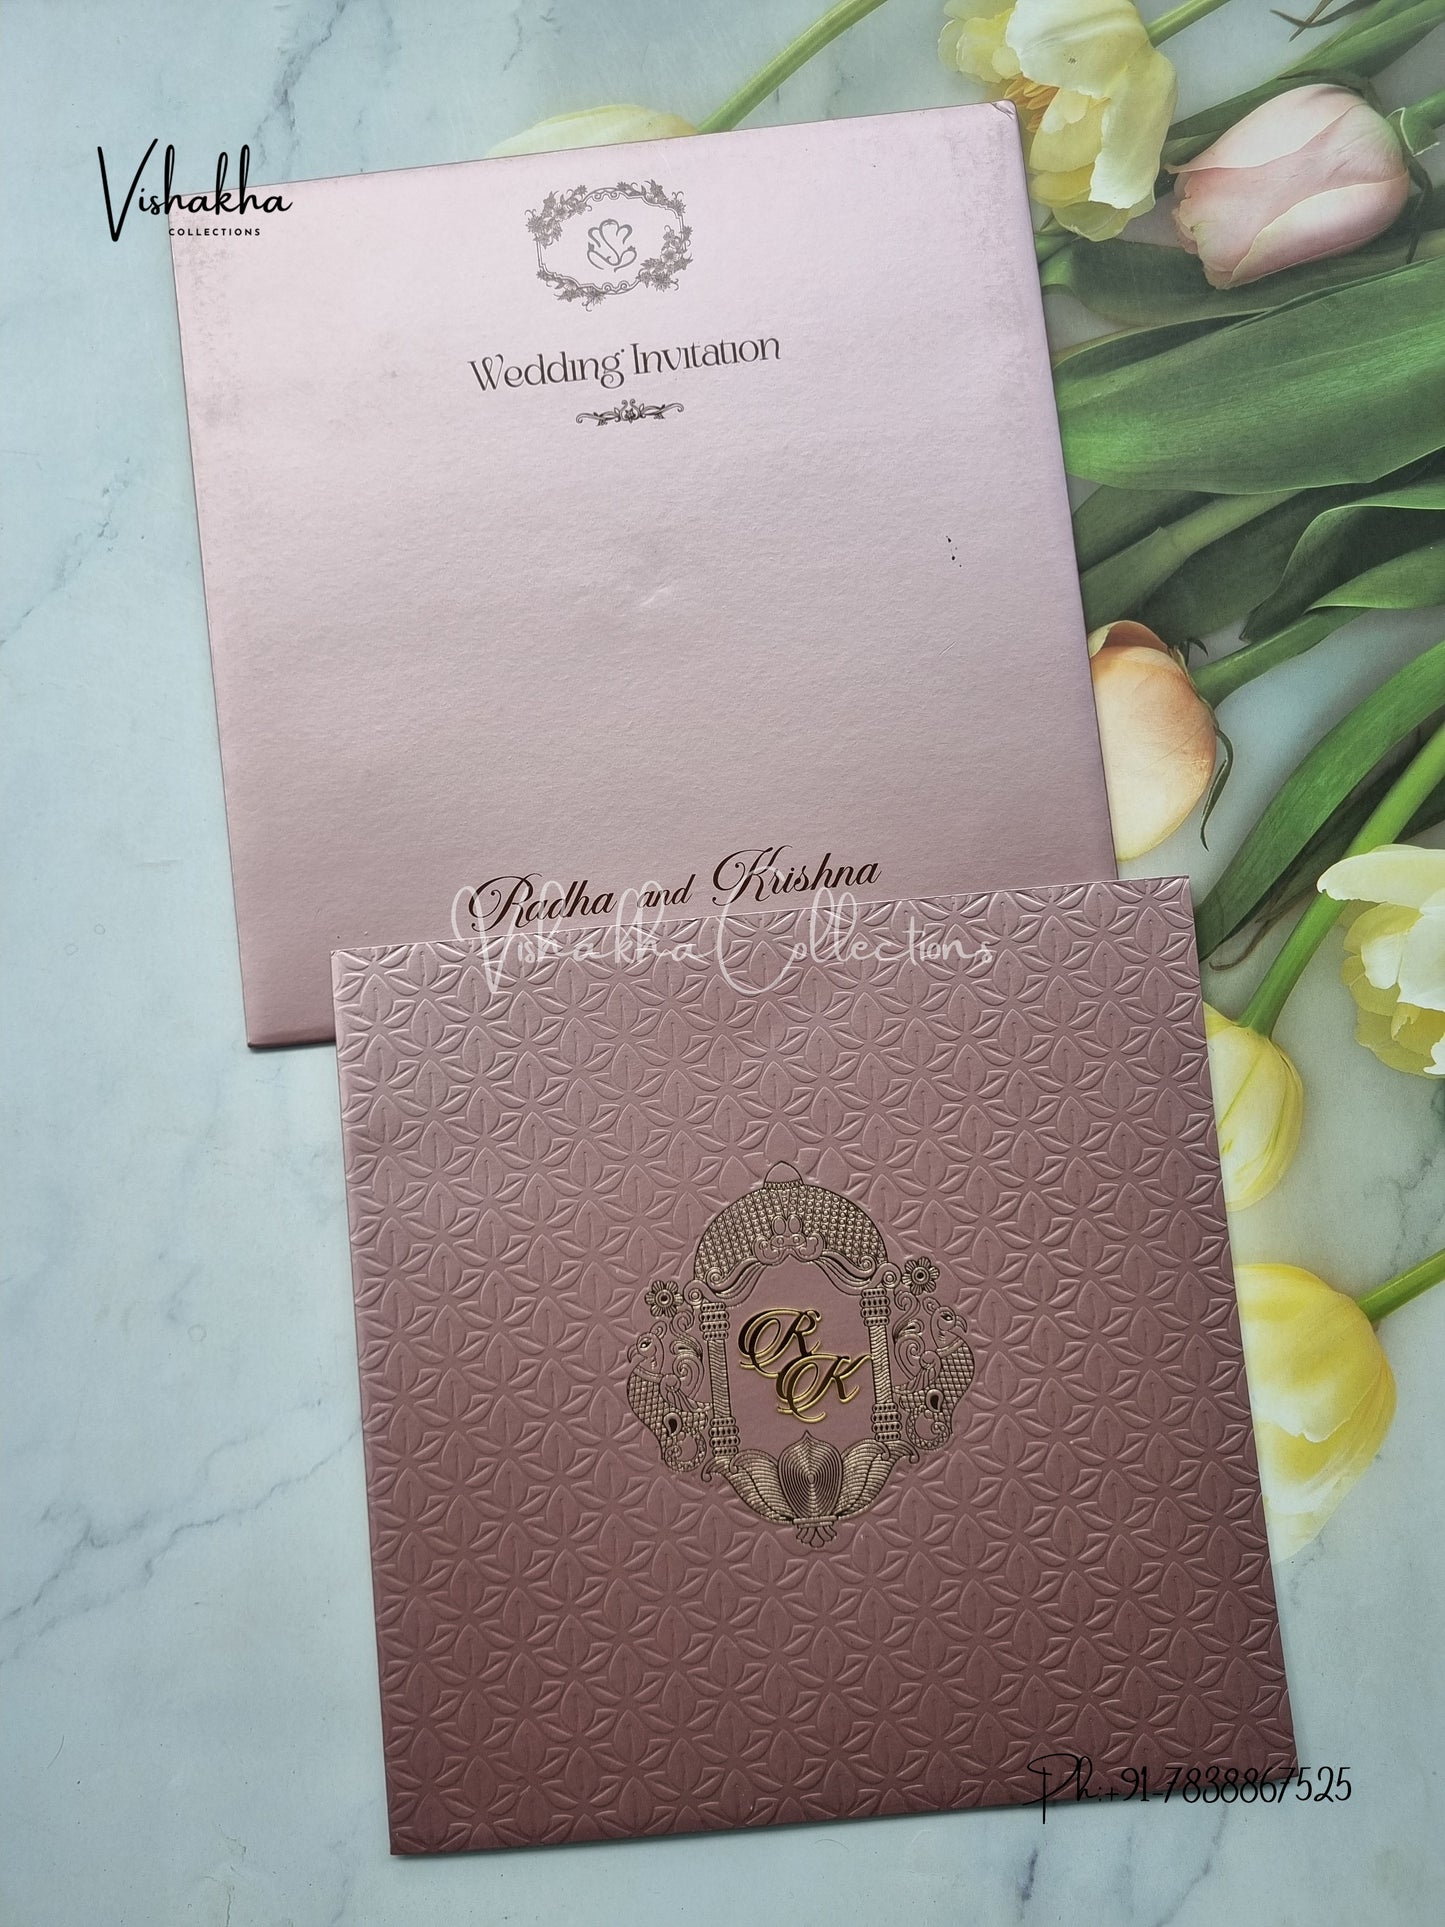 Vishakha
COLLECTIONS
Wedding Invitation
Radha and Krishna
Vishakha Collections
RK
Ph:+91-7838867525